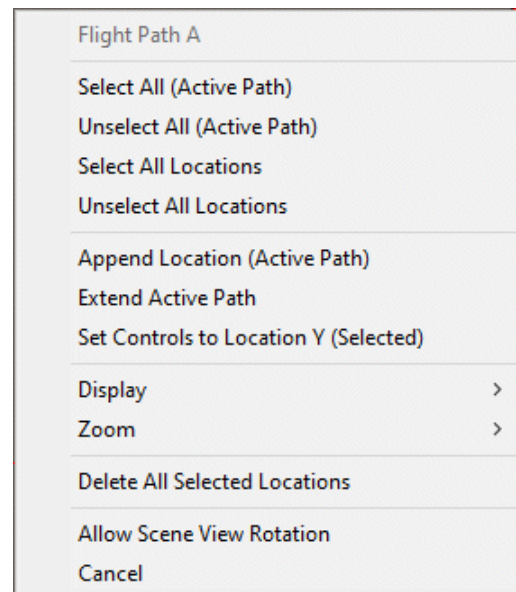 Flight Path A
Select All (Active Path)
Unselect All (Active Path)
Select All Locations
Unselect All Locations
Append Location (Active Path)
Extend Active Path
Set Controls to Location Y (Selected)
Display
Zoom
Delete All Selected Locations
Allow Scene View Rotation
Cancel